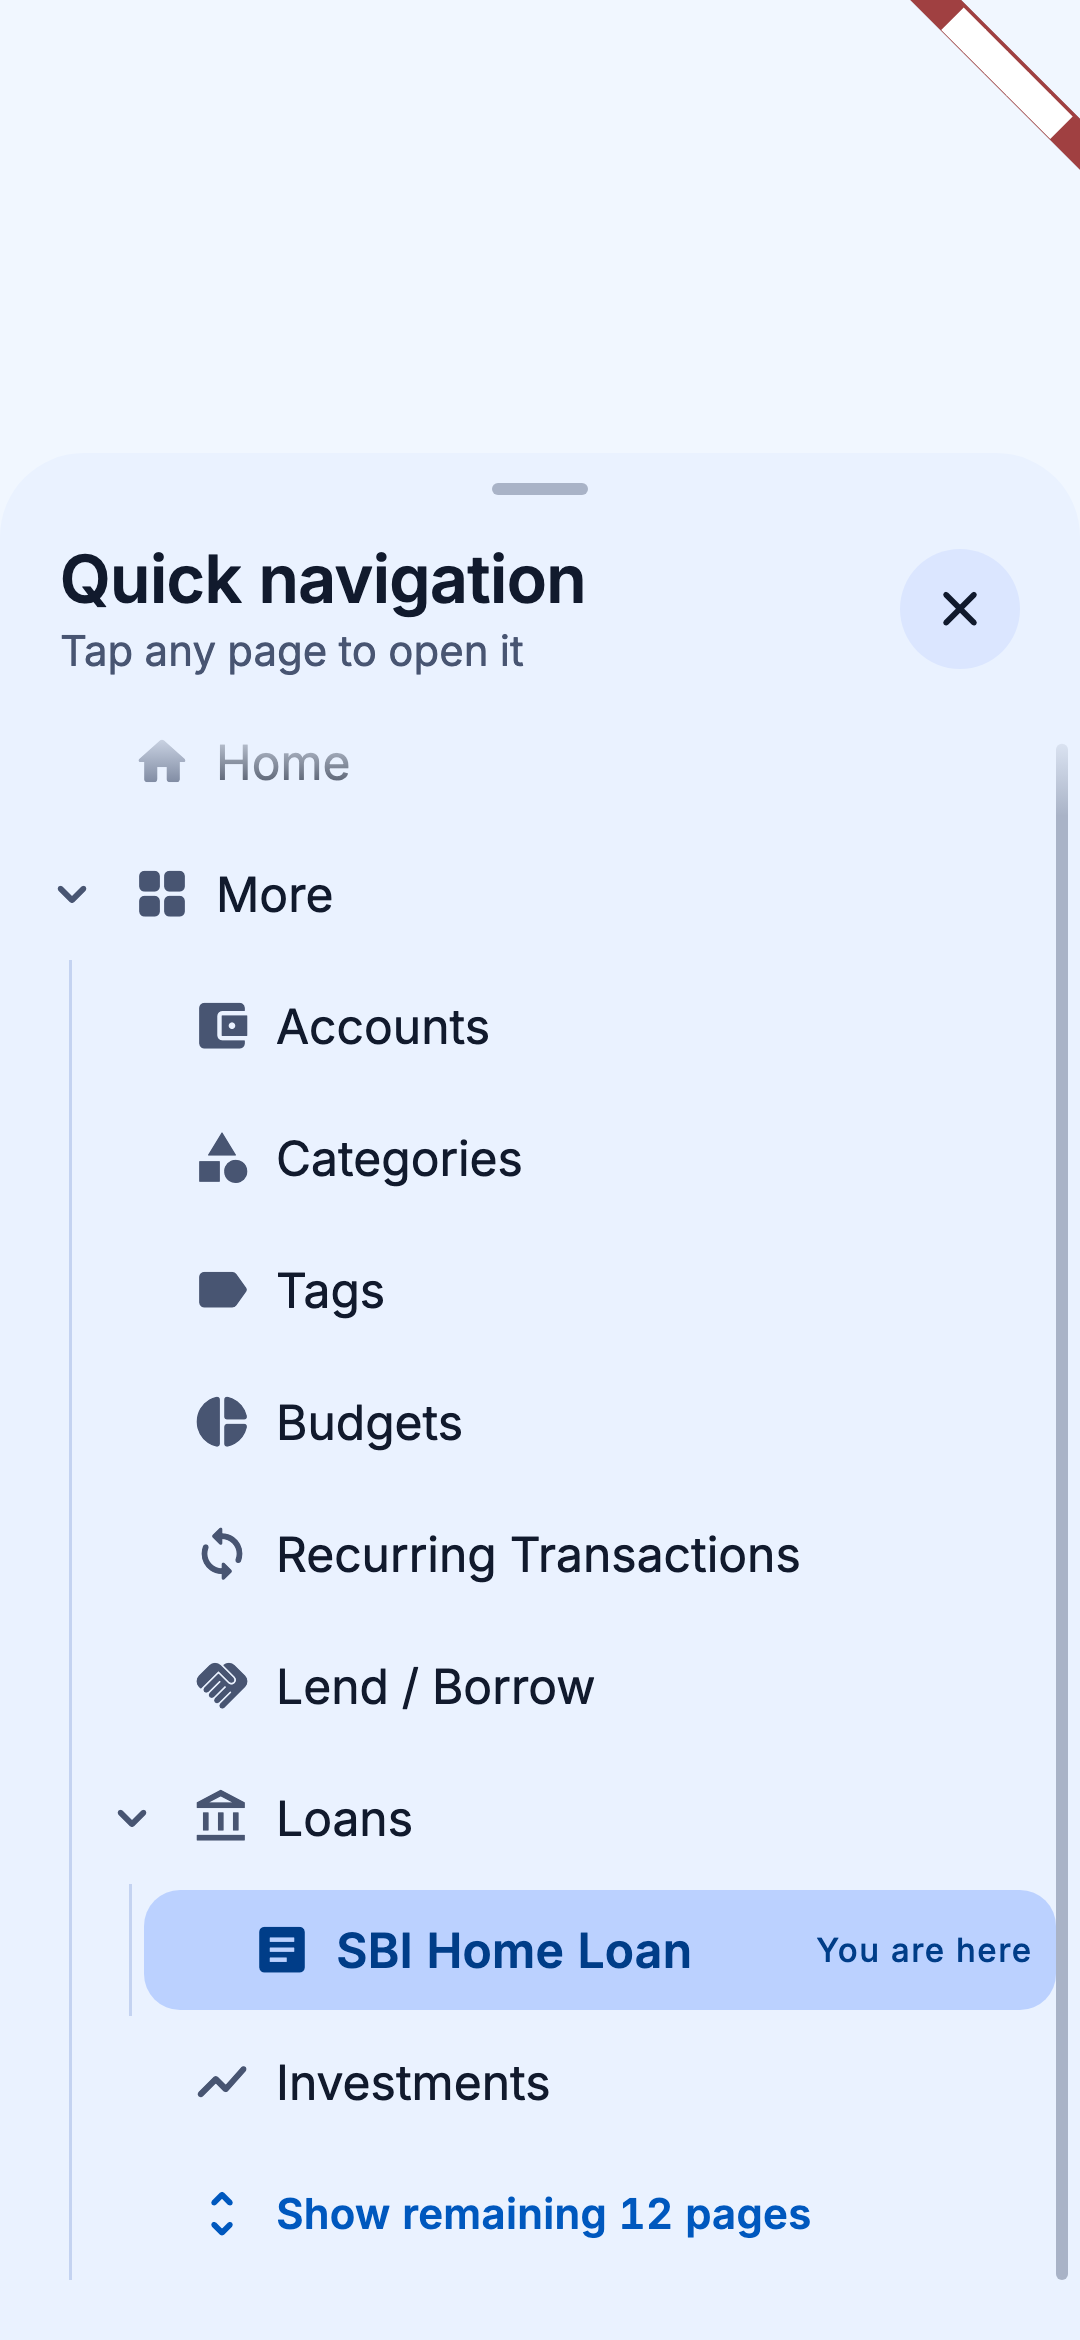 Quick navigation
Tap any page to open it
Home
More
Accounts
Categories
Tags
Budgets
Recurring Transactions
Lend / Borrow
Loans
SBI Home Loan You are here
Investments
Show remaining 12 pages